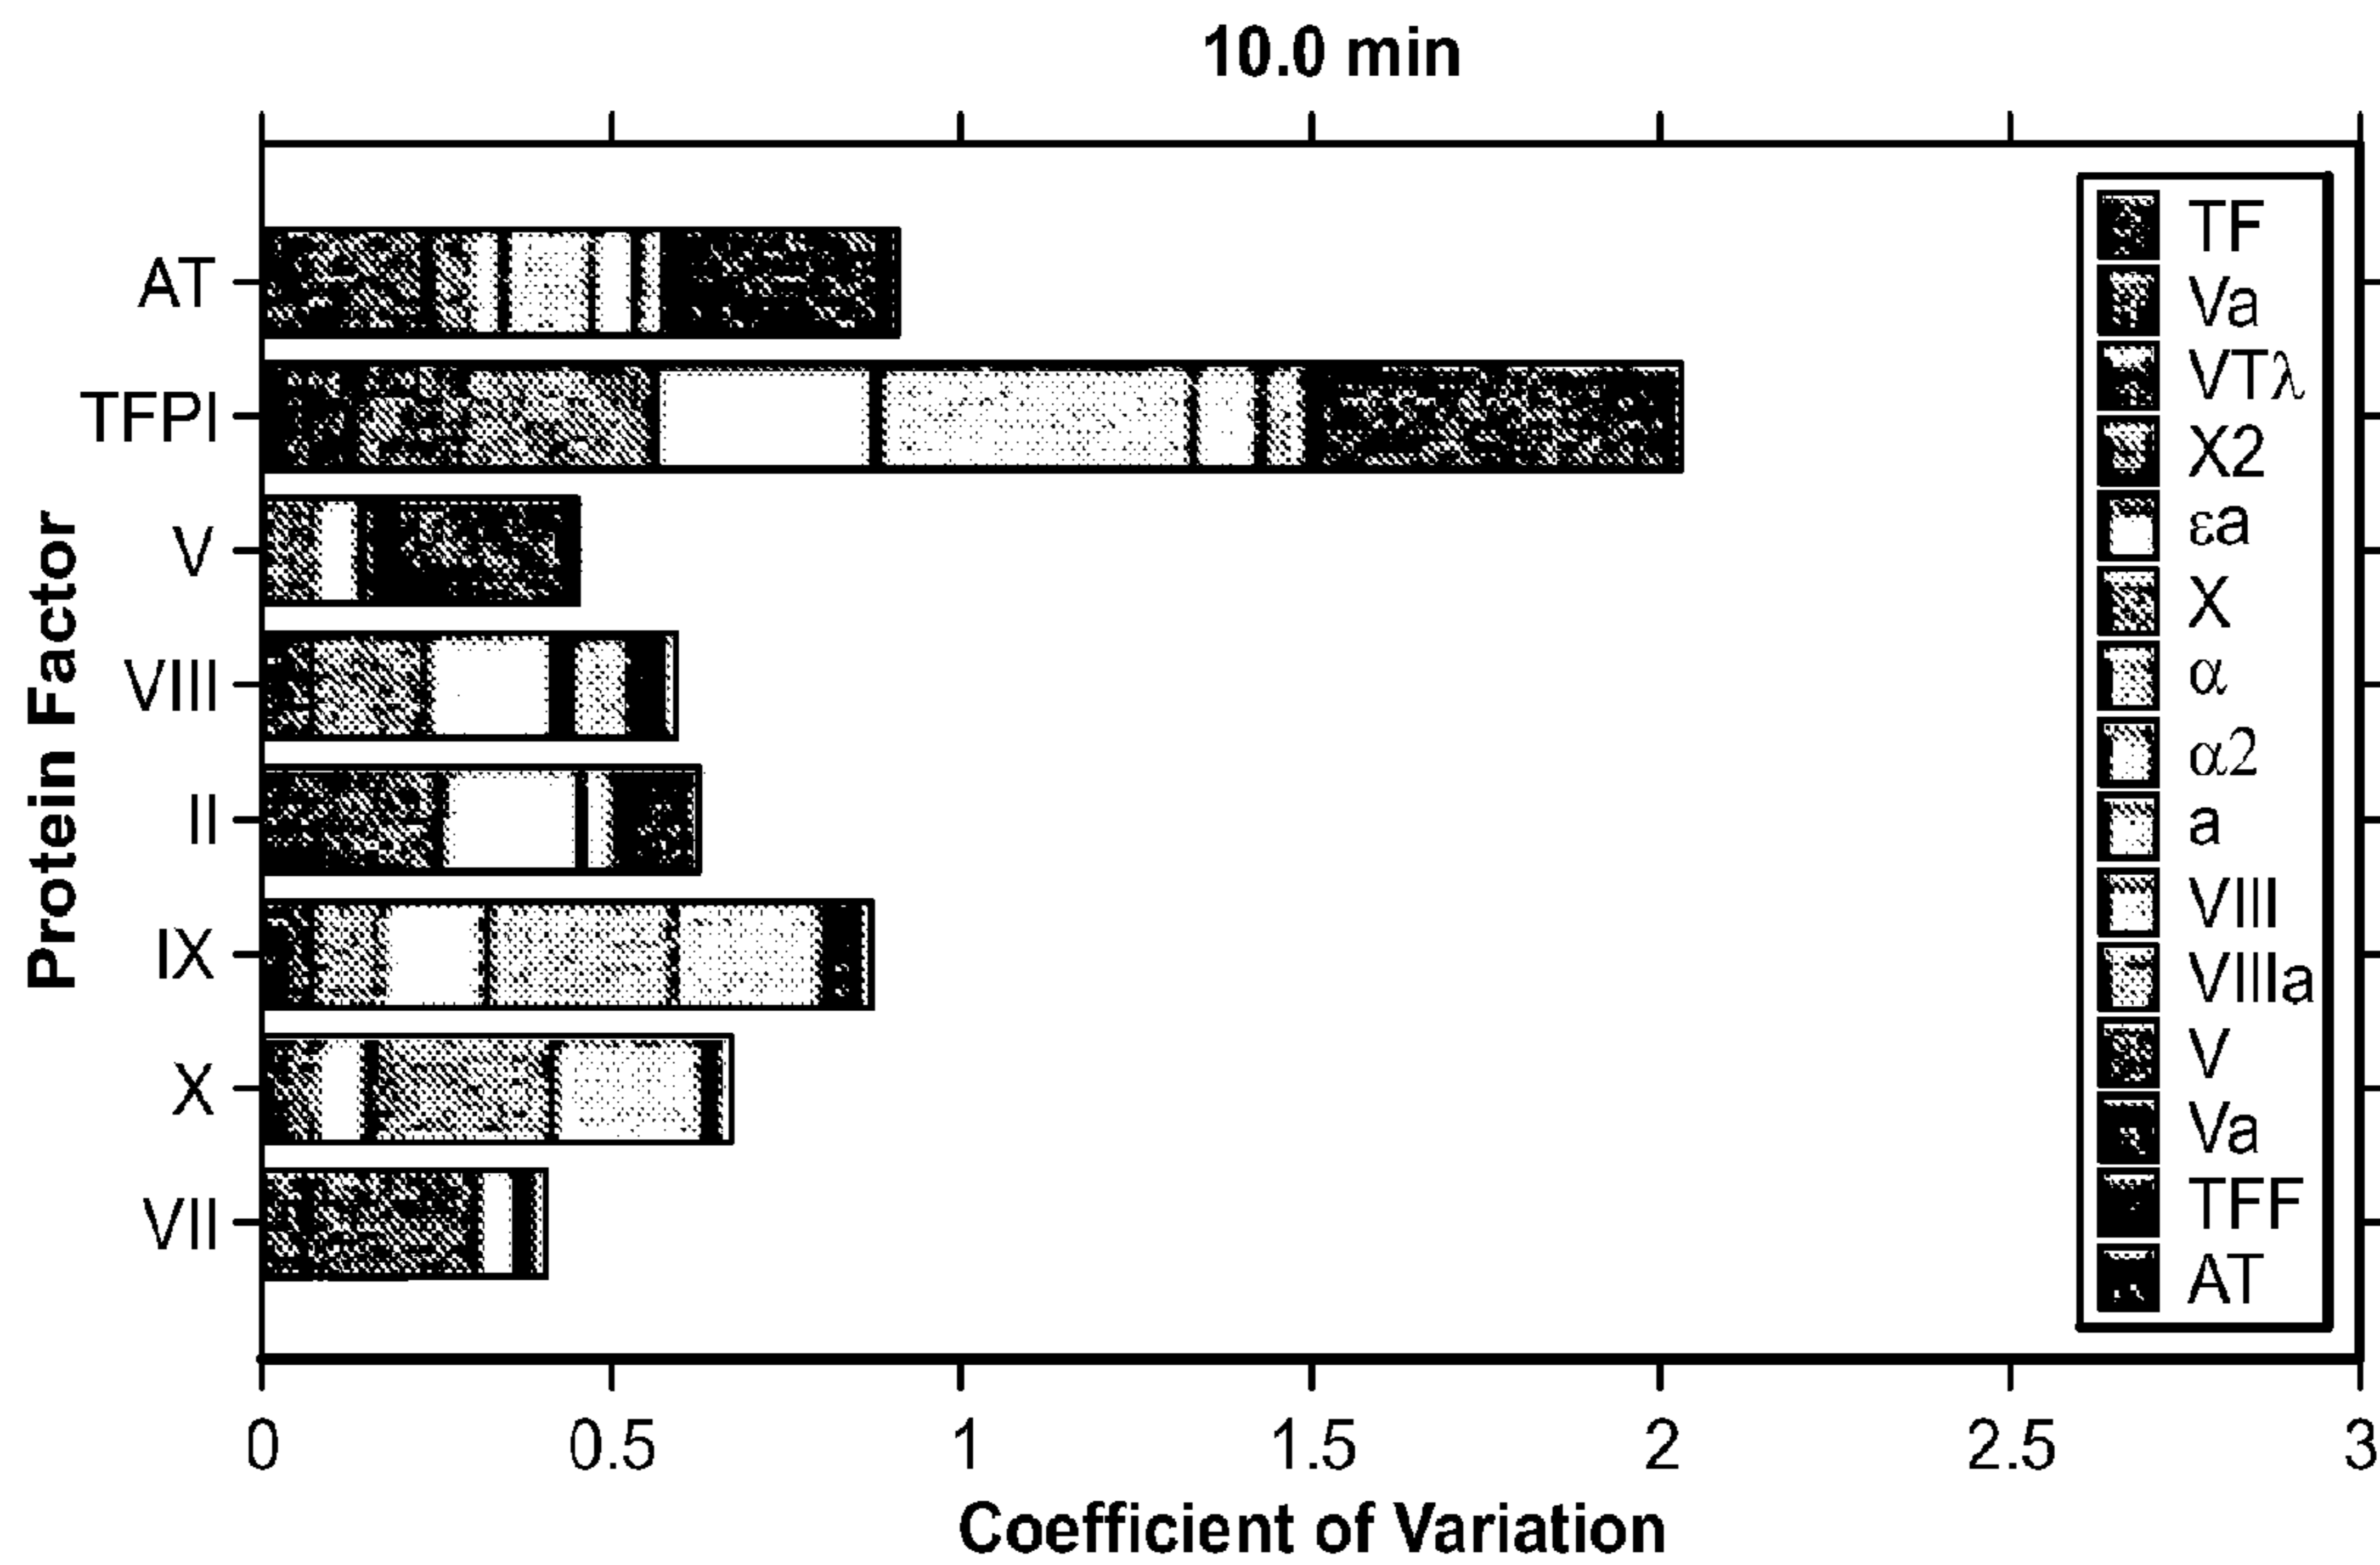 10.0 min
Protein Factor
AT
TFPI
V
VIII
II
IX
X
VII
TF
Va
VTλ
X2
εa
X
α
α2
a
VIII
VIIIa
V
Va
TFF
AT
0 0.5 1 1.5 2 2.5 3
Coefficient of Variation